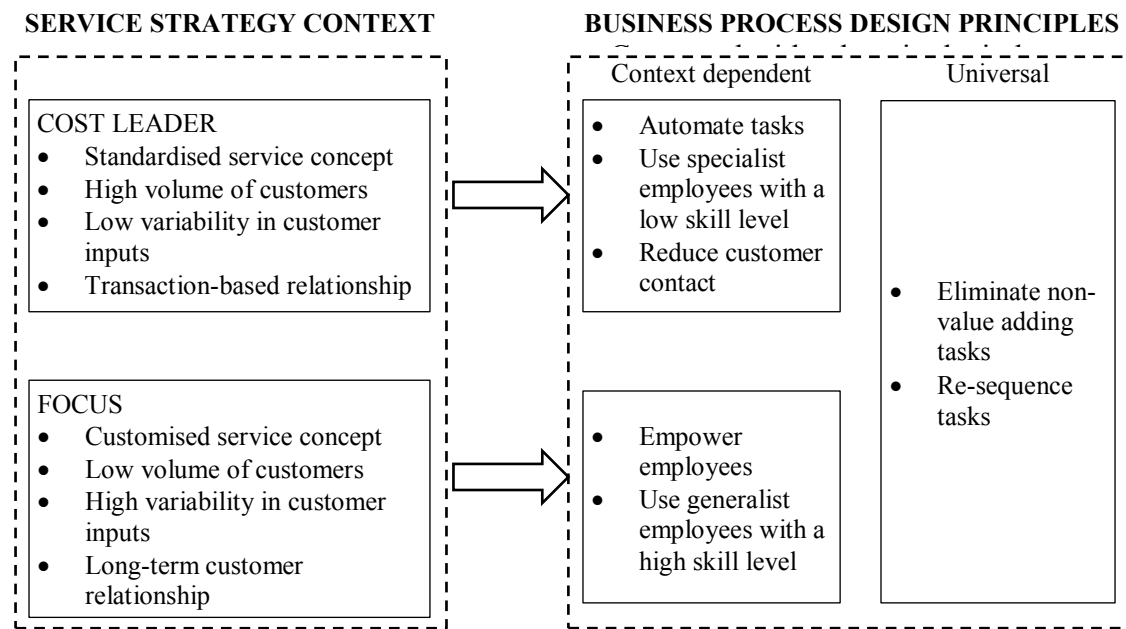 SERVICE STRATEGY CONTEXT
BUSINESS PROCESS DESIGN PRINCIPLES
COST LEADER
• Standardised service concept
• High volume of customers
• Low variability in customer
inputs
• Transaction-based relationship
FOCUS
• Customised service concept
• Low volume of customers
• High variability in customer
inputs
• Long-term customer
relationship
Context dependent
• Automate tasks
• Use specialist
employees with a
low skill level
• Reduce customer
contact
• Empower
employees
• Use generalist
employees with a
high skill level
Universal
• Eliminate non-
value adding
tasks
• Re-sequence
tasks